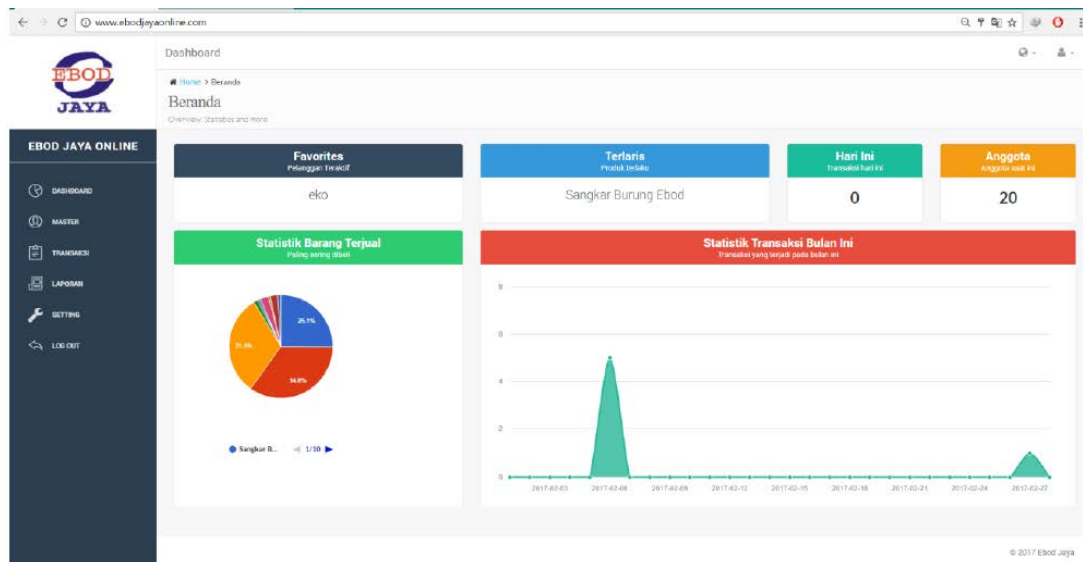 www.ebodjayaonline.com
EBOD
JAYA
EBOD JAYA ONLINE
DASHBOARD
MASTER
TRANSAKSI
LAPORAN
SETTING
LOG OUT
Dashboard
Home > Beranda
Beranda
Overview, Statistics and more
Favorites
Pelanggan Teraktif
eko
Terlaris
Produk terlaku
Sangkar Burung Ebod
Hari Ini
Transaksi hari ini
0
Anggota
Anggota saat ini
20
Statistik Barang Terjual
Paling sering dibeli
25.1%
34.8%
Sangkar B...
1/10
Statistik Transaksi Bulan Ini
Transaksi yang terjadi pada bulan ini
4
2
0
2017-02-03 2017-02-06 2017-02-09 2017-02-12 2017-02-15 2017-02-18 2017-02-21 2017-02-24 2017-02-27
© 2017 Ebod Jaya